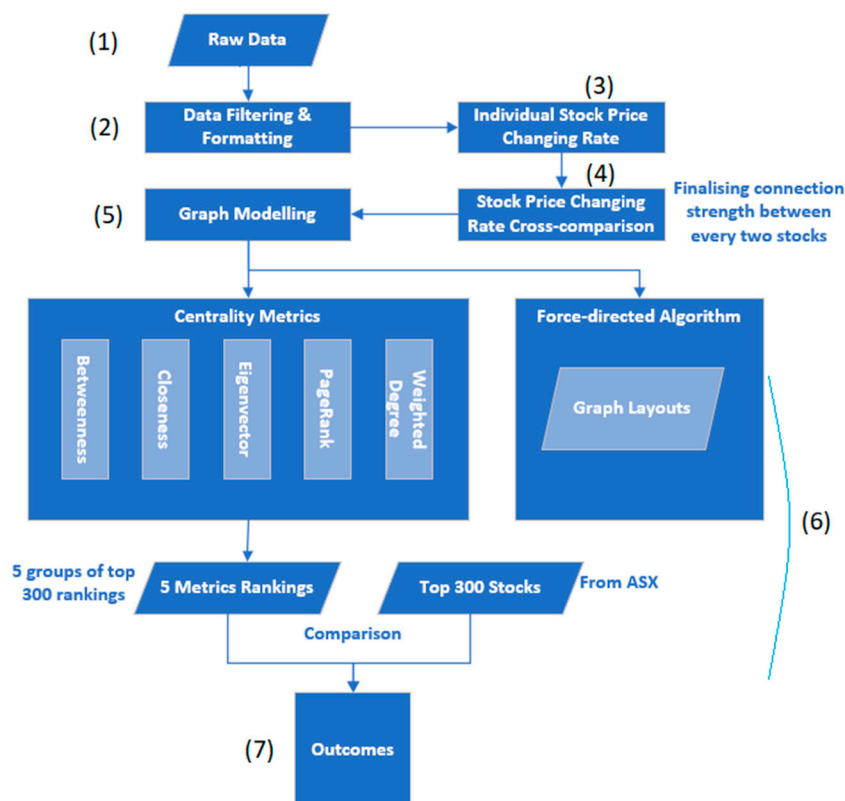 (1)
Raw Data
(2)
Data Filtering &
Formatting
(3)
Individual Stock Price
Changing Rate
(4)
Stock Price Changing
Rate Cross-comparison
Finalising connection
strength between
every two stocks
(5)
Graph Modelling
Centrality Metrics
Betweenness
Closeness
Eigenvector
PageRank
Weighted
Degree
Force-directed Algorithm
Graph Layouts
(6)
5 groups of top
300 rankings
5 Metrics Rankings
Top 300 Stocks
From ASX
Comparison
(7)
Outcomes